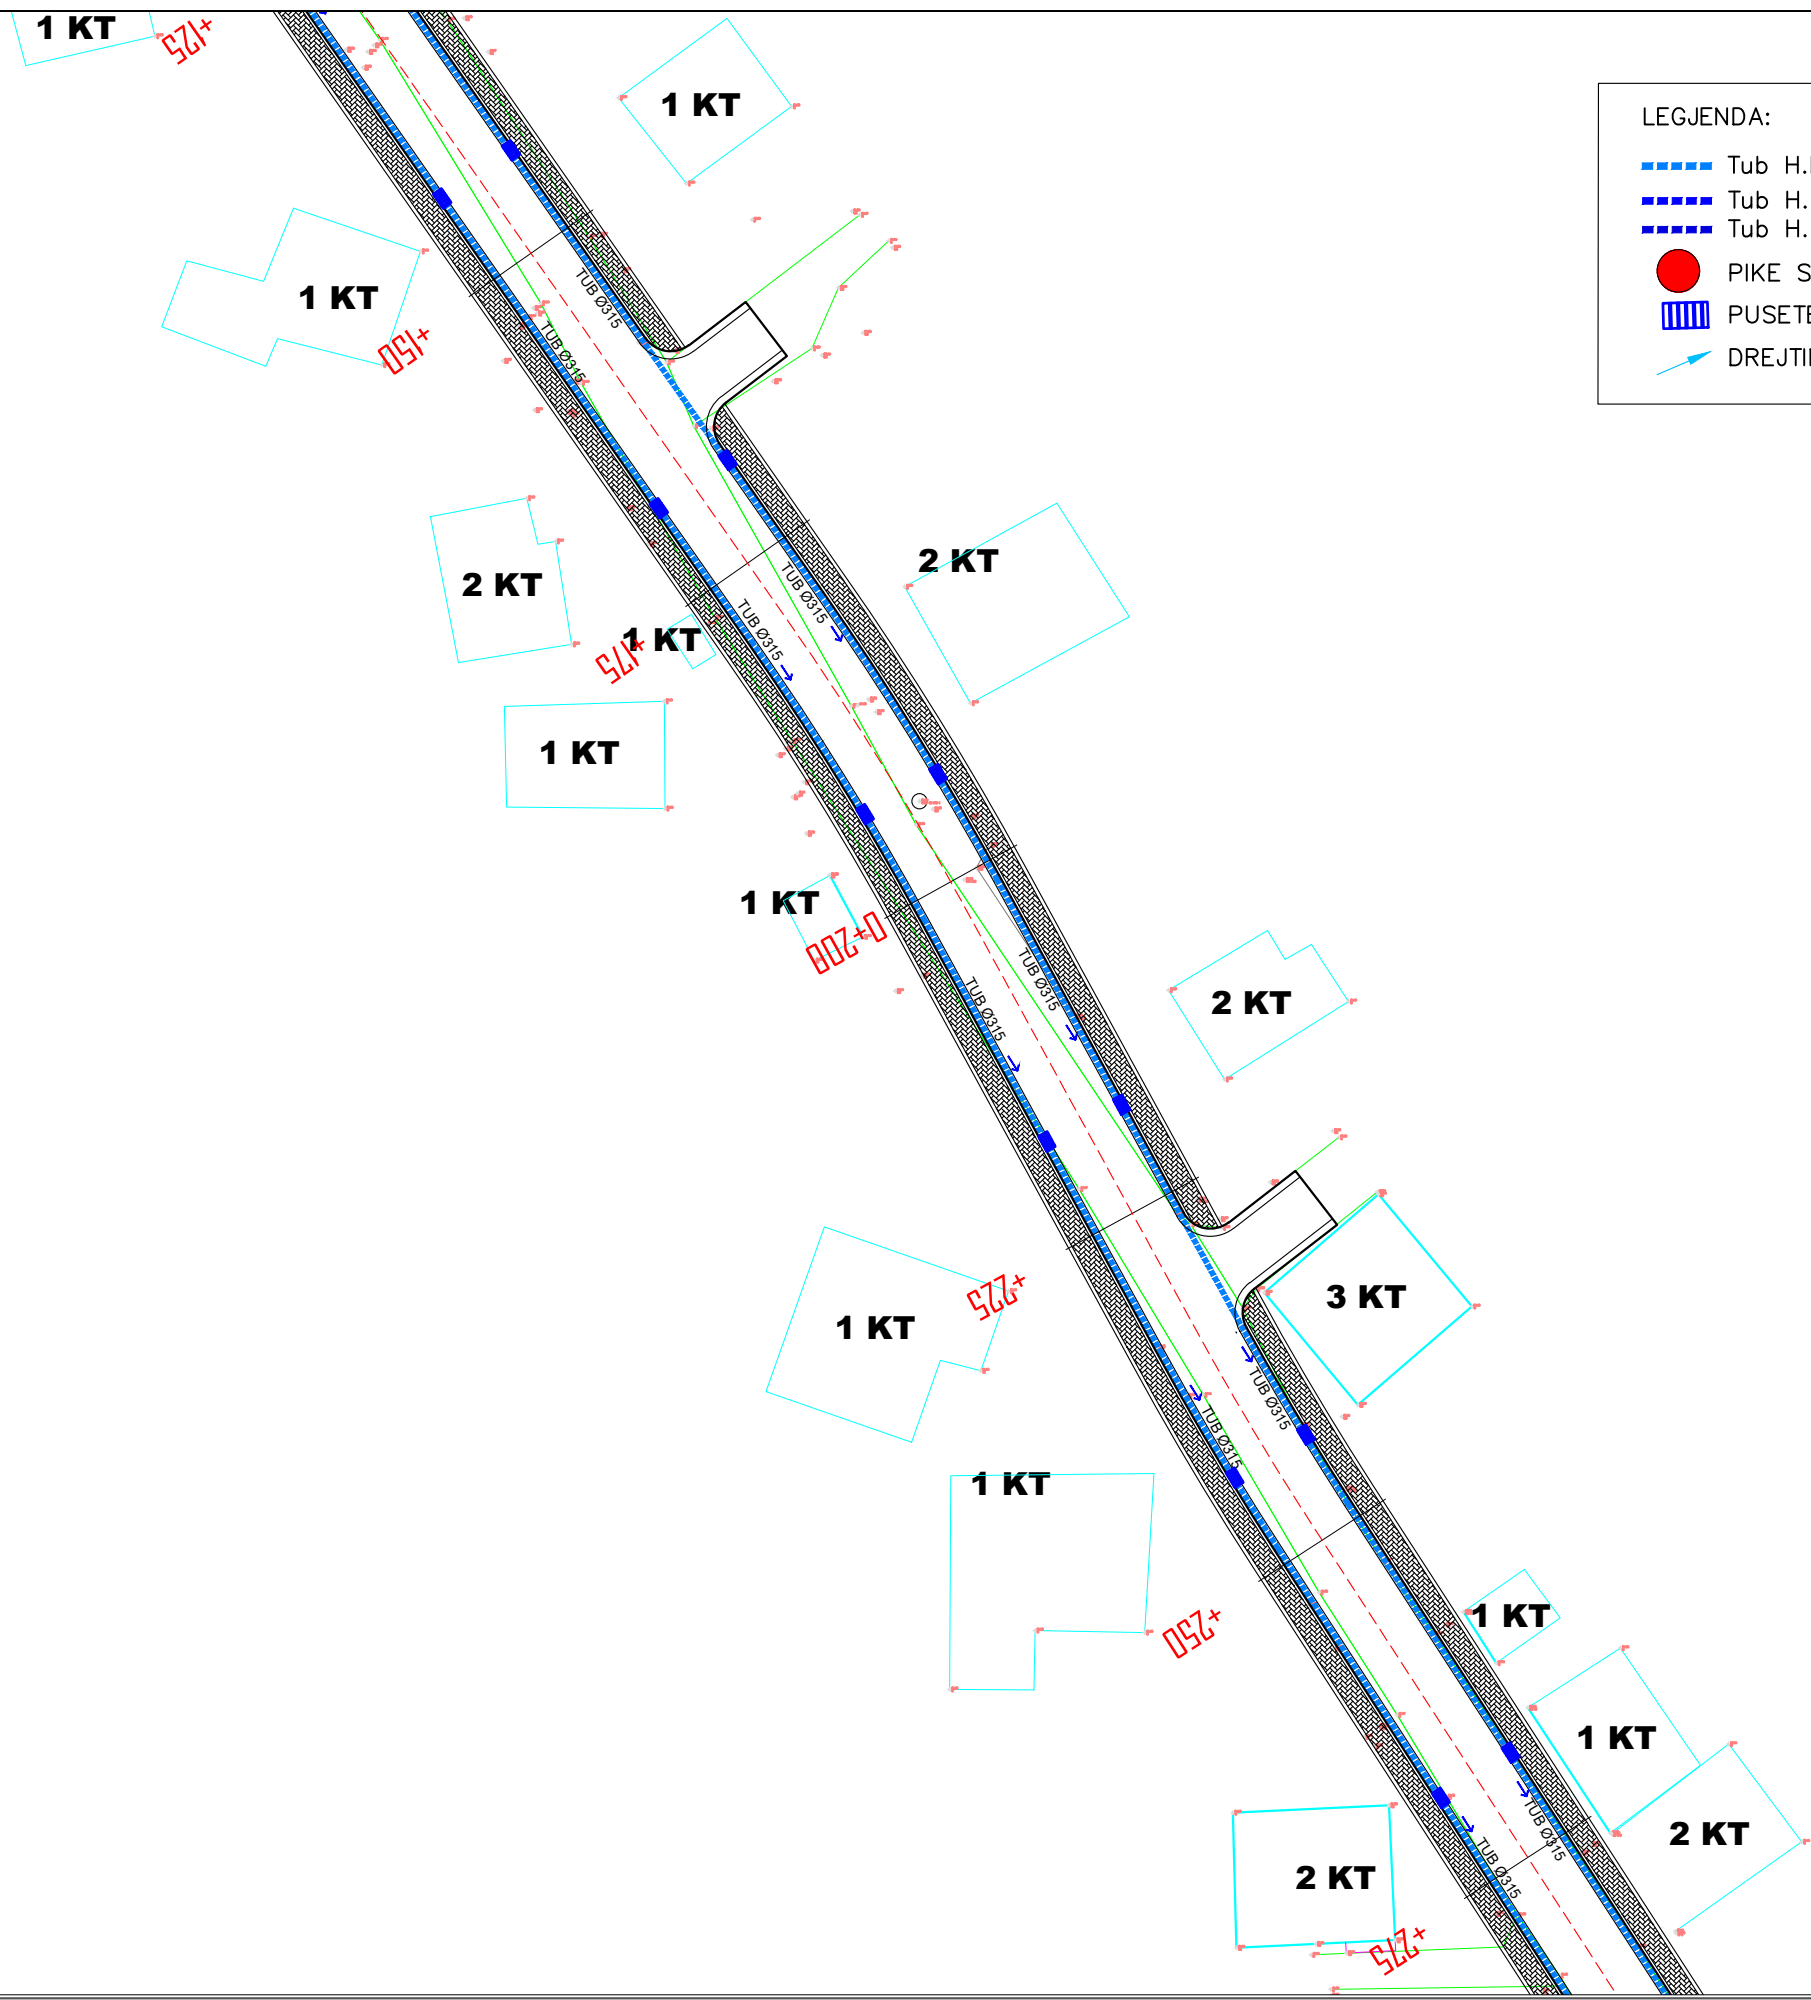 1 KT
+125
1 KT
LEGJENDA:
Tub H.
Tub H.
Tub H.
PIKE S
PUSETE
DREJTI
1 KT
+150
TUB Ø315
TUB Ø315
2 KT
2 KT
1 KT
+175
TUB Ø315
TUB Ø315
1 KT
1 KT
0+200
TUB Ø315
TUB Ø315
2 KT
1 KT
+225
3 KT
TUB Ø315
TUB Ø315
1 KT
+250
1 KT
1 KT
2 KT
TUB Ø315
TUB Ø315
2 KT
+275